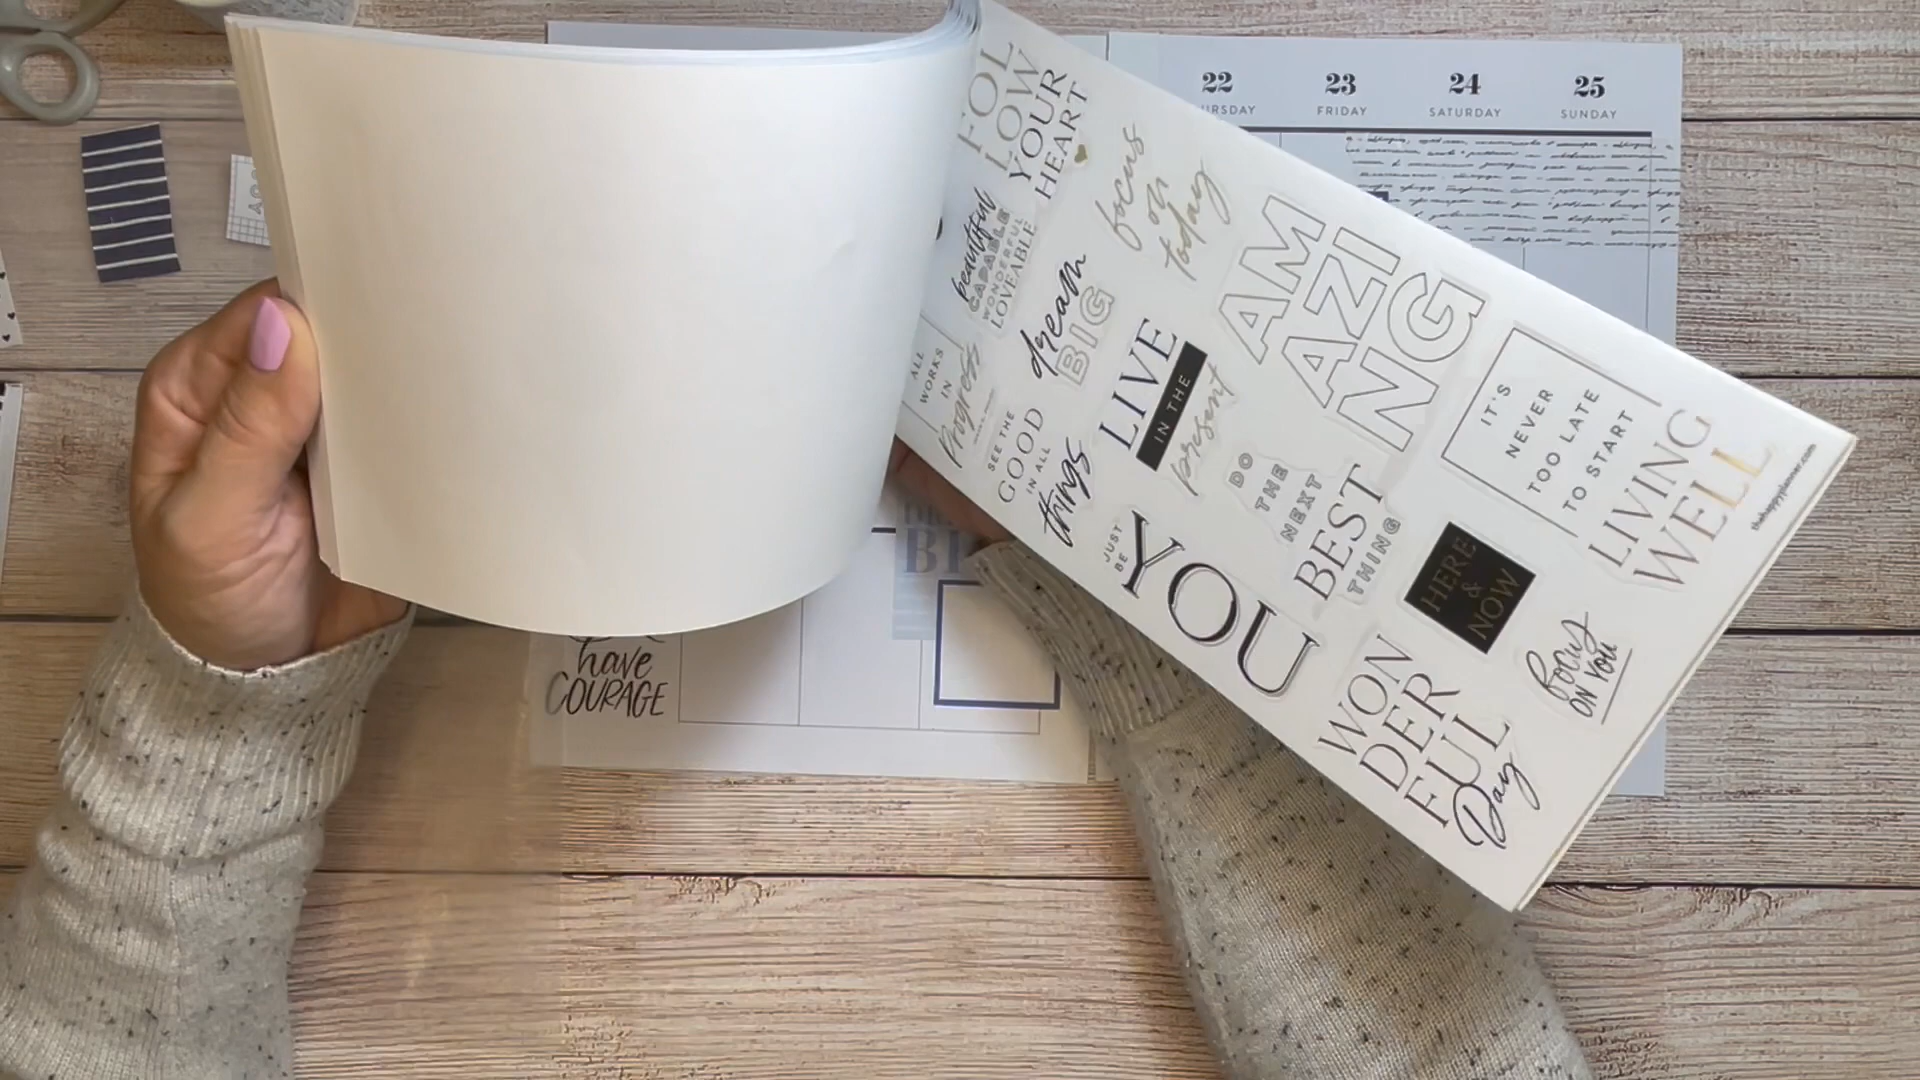 22
23
FRIDAY
24
SATURDAY
25
SUNDAY
FOL
LOW
YOUR
HEART
focus
on
today
beautiful
CAPABLE
WONDERFUL
LOVEABLE
dream
BIG
AM
AZI
NG
ALL
WORKS
IN
progress
SEE THE
GOOD
IN ALL
things
LIVE
IN THE
present
DO
THE
NEXT
BEST
THING
IT'S
NEVER
TOO LATE
TO START
LIVING
WELL
thehappyplanner.com
JUST
BE
YOU
HERE
&
NOW
WON
DER
FUL
Day
focus
ON YOU
have
COURAGE